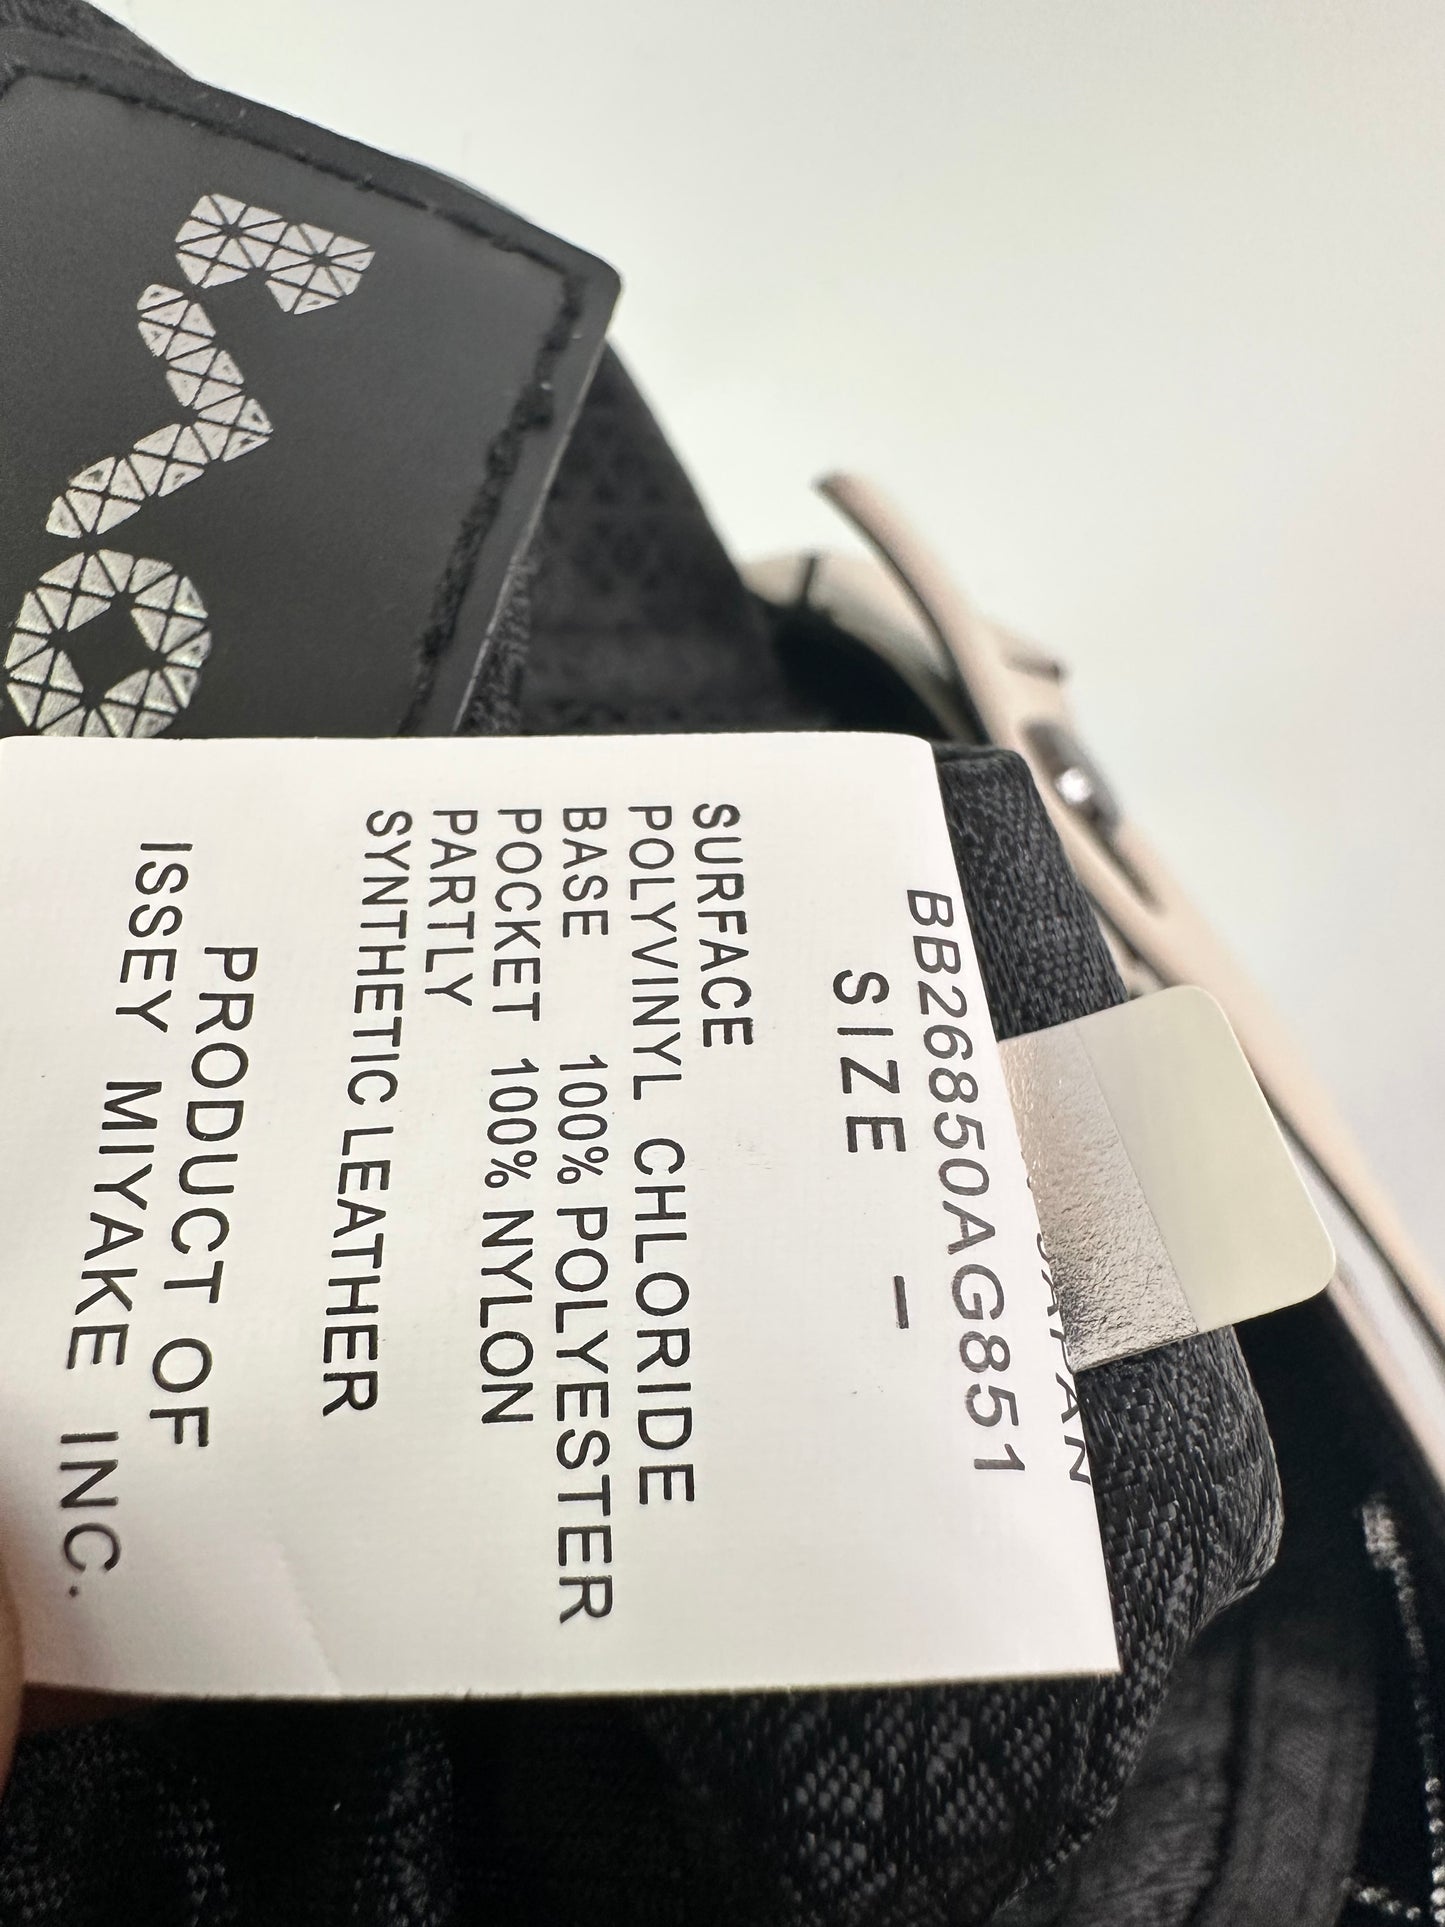 JAPAN
BB26850AG851
SIZE –
SURFACE
POLYVINYL CHLORIDE
BASE 100% POLYESTER
POCKET 100% NYLON
PARTLY
SYNTHETIC LEATHER
PRODUCT OF
ISSEY MIYAKE INC.